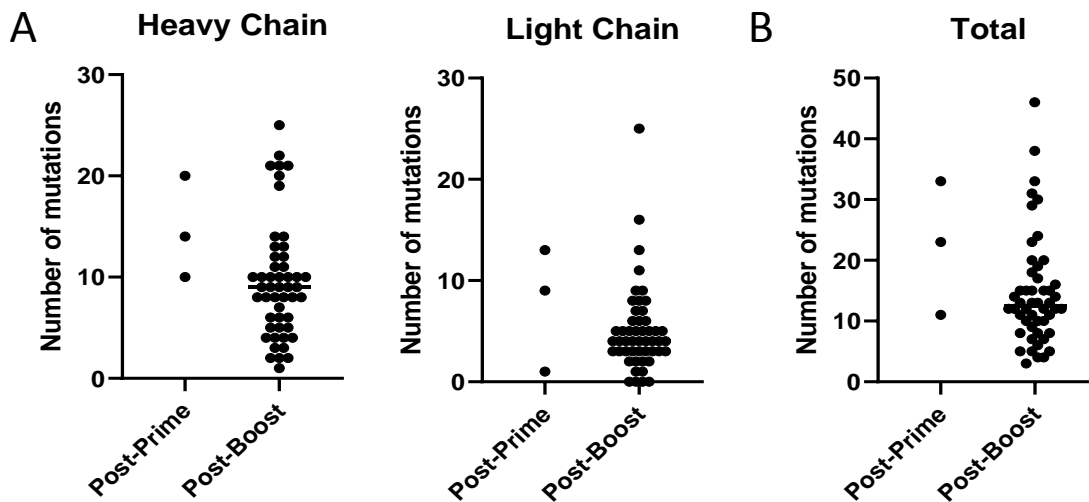 A
Heavy Chain
Light Chain
B
Total
Number of mutations
30
20
10
0
Post-Prime
Post-Boost
Number of mutations
30
20
10
0
Post-Prime
Post-Boost
Number of mutations
50
40
30
20
10
0
Post-Prime
Post-Boost